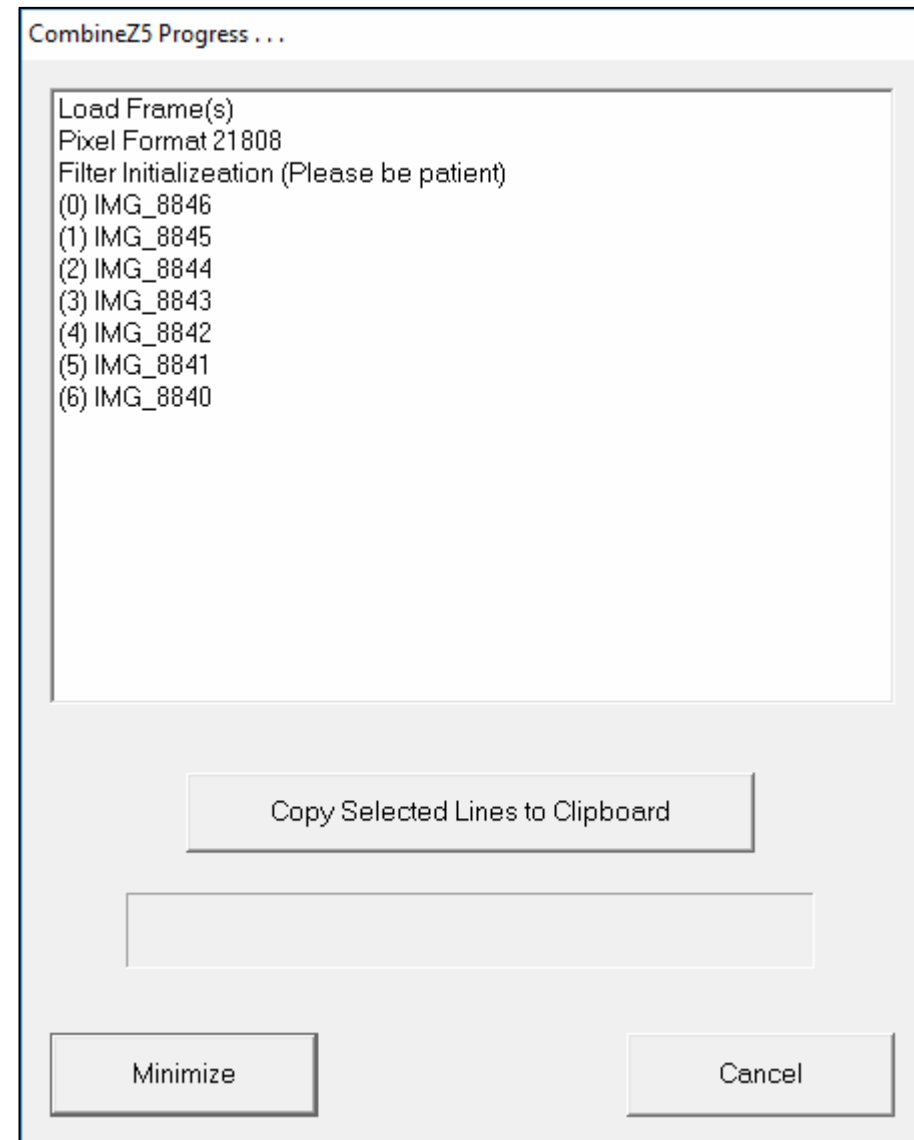 CombineZ5 Progress . . .
Load Frame(s)
Pixel Format 21808
Filter Initializeation (Please be patient)
(0) IMG_8846
(1) IMG_8845
(2) IMG_8844
(3) IMG_8843
(4) IMG_8842
(5) IMG_8841
(6) IMG_8840
Copy Selected Lines to Clipboard
Minimize
Cancel